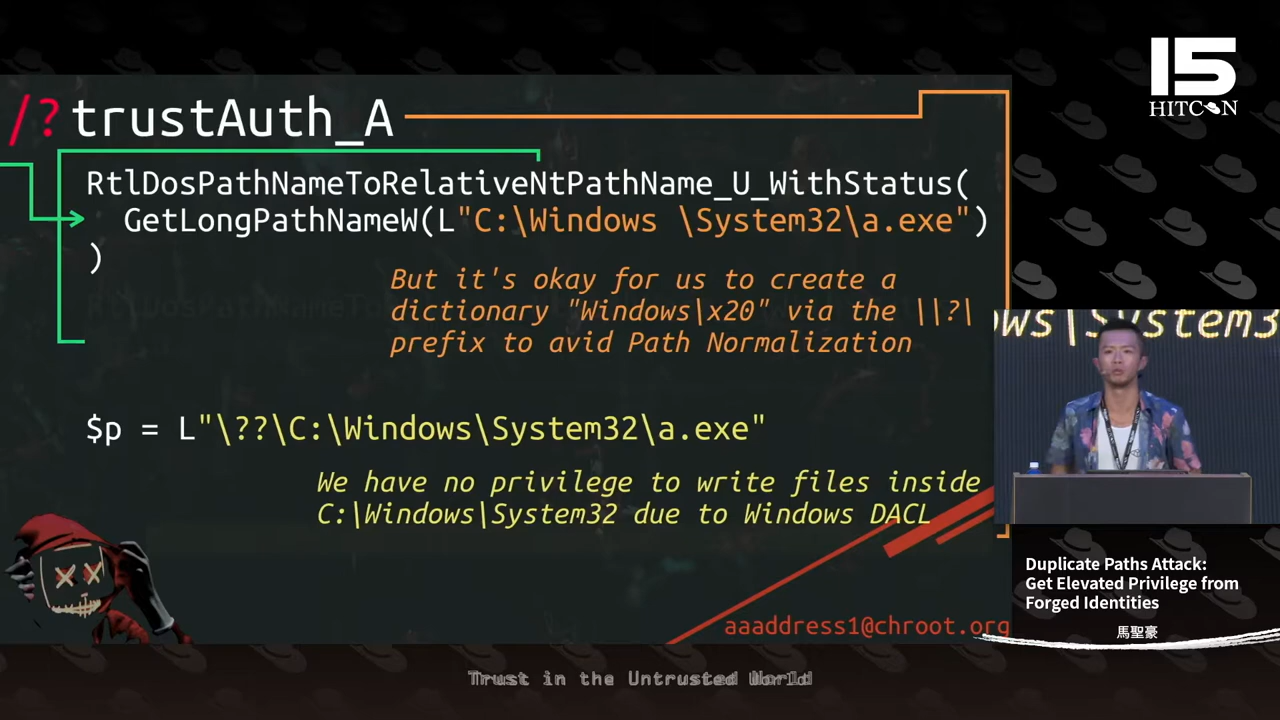 15
HITCON
/? trustAuth_A
RtlDosPathNameToRelativeNtPathName_U_WithStatus(
GetLongPathNameW(L"C:\Windows \System32\a.exe")
)
But it's okay for us to create a
dictionary "Windows\x20" via the \\?\
prefix to avid Path Normalization
$p = L"\??\C:\Windows\System32\a.exe"
We have no privilege to write files inside
C:\Windows\System32 due to Windows DACL
aaaddress1@chroot.org
ows\System3
Duplicate Paths Attack:
Get Elevated Privilege from
Forged Identities
馬聖豪
Trust in the Untrusted World